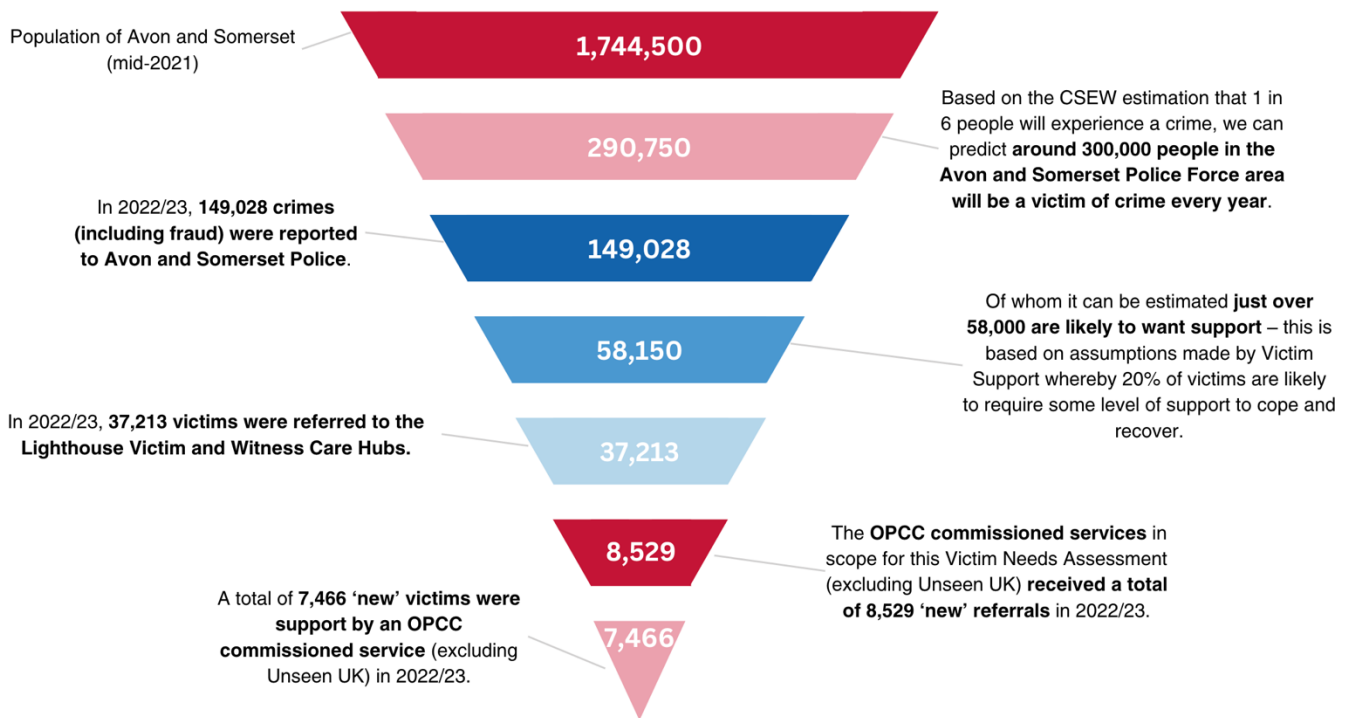 Population of Avon and Somerset
(mid-2021)
1,744,500
290,750
Based on the CSEW estimation that 1 in
6 people will experience a crime, we can
predict around 300,000 people in the
Avon and Somerset Police Force area
will be a victim of crime every year.
In 2022/23, 149,028 crimes
(including fraud) were reported
to Avon and Somerset Police.
149,028
58,150
Of whom it can be estimated just over
58,000 are likely to want support – this is
based on assumptions made by Victim
Support whereby 20% of victims are likely
to require some level of support to cope and
recover.
In 2022/23, 37,213 victims were referred to the
Lighthouse Victim and Witness Care Hubs.
37,213
8,529
The OPCC commissioned services in
scope for this Victim Needs Assessment
(excluding Unseen UK) received a total
of 8,529 ‘new’ referrals in 2022/23.
A total of 7,466 ‘new’ victims were
support by an OPCC
commissioned service (excluding
Unseen UK) in 2022/23.
7,466